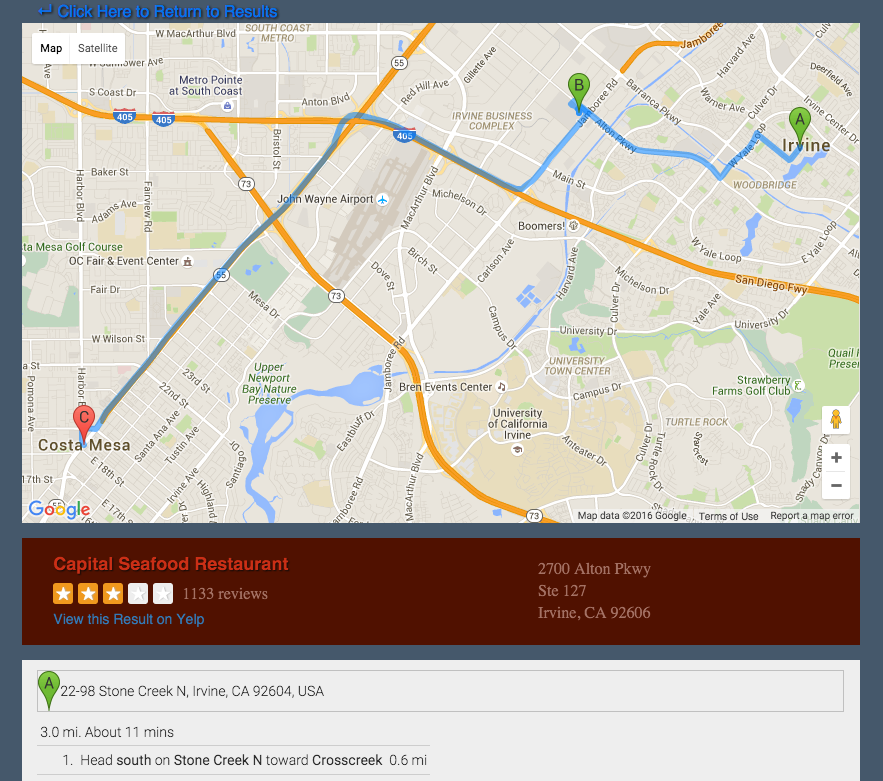 ↵ Click Here to Return to Results
Map Satellite
W MacArthur Blvd
SOUTH COAST
METRO
W Sunflower Ave
Metro Pointe
at South Coast
S Coast Dr
Anton Blvd
Red Hill Ave
Gillette Ave
55
Jamboree
Harvard Ave
Deerfield Ave
Barranca Pkwy
Warner Ave
Culver Dr
Irvine Center Dr
B
A
405
405
405
IRVINE BUSINESS
COMPLEX
Jamboree Rd
Alton Pkwy
W Yale Loop
Irvine
WOODBRIDGE
Bristol St
Baker St
73
Harbor Blvd
Fairview Rd
Adams Ave
John Wayne Airport
MacArthur Blvd
Michelson Dr
Main St
Boomers!
ta Mesa Golf Course
OC Fair & Event Center
55
Fair Dr
Mesa Dr
Dove St
Birch St
Carlson Ave
Harvard Ave
Michelson Dr
Culver Dr
W Yale Loop
E Yale Loop
San Diego Fwy
Yale Ave
73
W Wilson St
Campus Dr
University Dr
University Dr
a St
Pomona Ave
Harbor B
23rd St
22nd St
Upper
Newport
Bay Nature
Preserve
Jamboree Rd
Bren Events Center
UNIVERSITY
TOWN CENTER
Campus Dr
Quail
Prese
Strawberry
Farms Golf Club
C
Costa Mesa
Santa Ana Ave
Tustin Ave
E 18th St
17th St
Irvine Ave
Highland
Santiago
Eastbluff Dr
University
of California
Irvine
Anteater Dr
Culver Dr
Turtle Rock Dr
TURTLE ROCK
Starcrest
Shady Canyon D
+
−
55
E 17th S
ter Dr
Jamboree Rd
MacArthur Blvd
73
Google
Map data ©2016 Google Terms of Use Report a map error
Capital Seafood Restaurant
1133 reviews
View this Result on Yelp
2700 Alton Pkwy
Ste 127
Irvine, CA 92606
A 22-98 Stone Creek N, Irvine, CA 92604, USA
3.0 mi. About 11 mins
1. Head south on Stone Creek N toward Crosscreek 0.6 mi